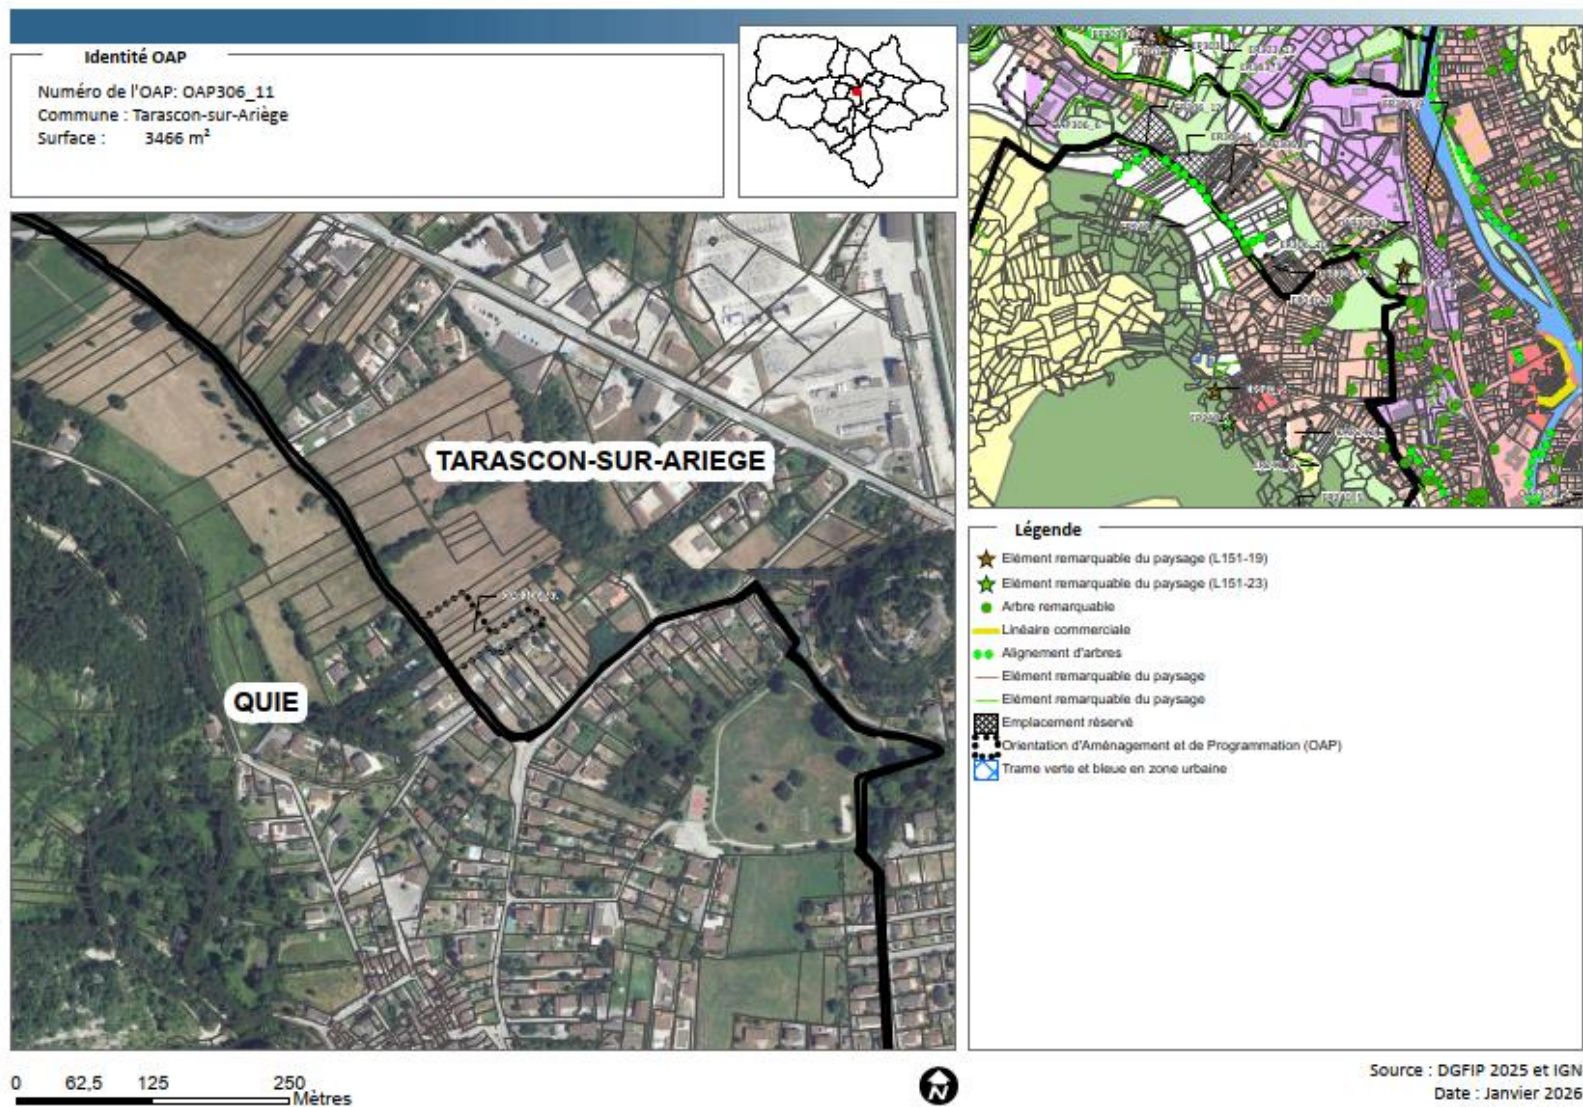 Identité OAP
Numéro de l'OAP: OAP306_11
Commune : Tarascon-sur-Ariège
Surface : 3466 m²
TARASCON-SUR-ARIEGE
QUIE
0 62,5 125 250
Mètres
N
Légende
Elément remarquable du paysage (L151-19)
Elément remarquable du paysage (L151-23)
Arbre remarquable
Linéaire commerciale
Alignement d'arbres
Elément remarquable du paysage
Elément remarquable du paysage
Emplacement réservé
Orientation d'Aménagement et de Programmation (OAP)
Trame verte et bleue en zone urbaine
Source : DGFIP 2025 et IGN
Date : Janvier 2026